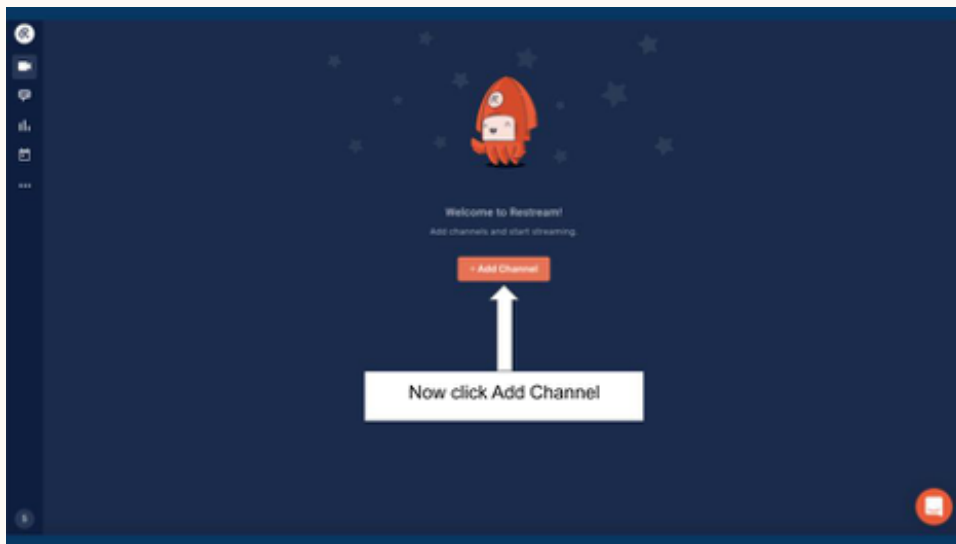 Welcome to Restream!
Add channels and start streaming.
+ Add Channel
Now click Add Channel